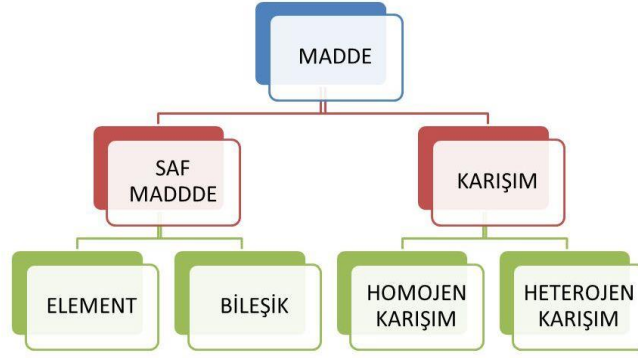 MADDE
SAF
MADDDE
KARIŞIM
ELEMENT
BİLEŞİK
HOMOJEN
KARIŞIM
HETEROJEN
KARIŞIM